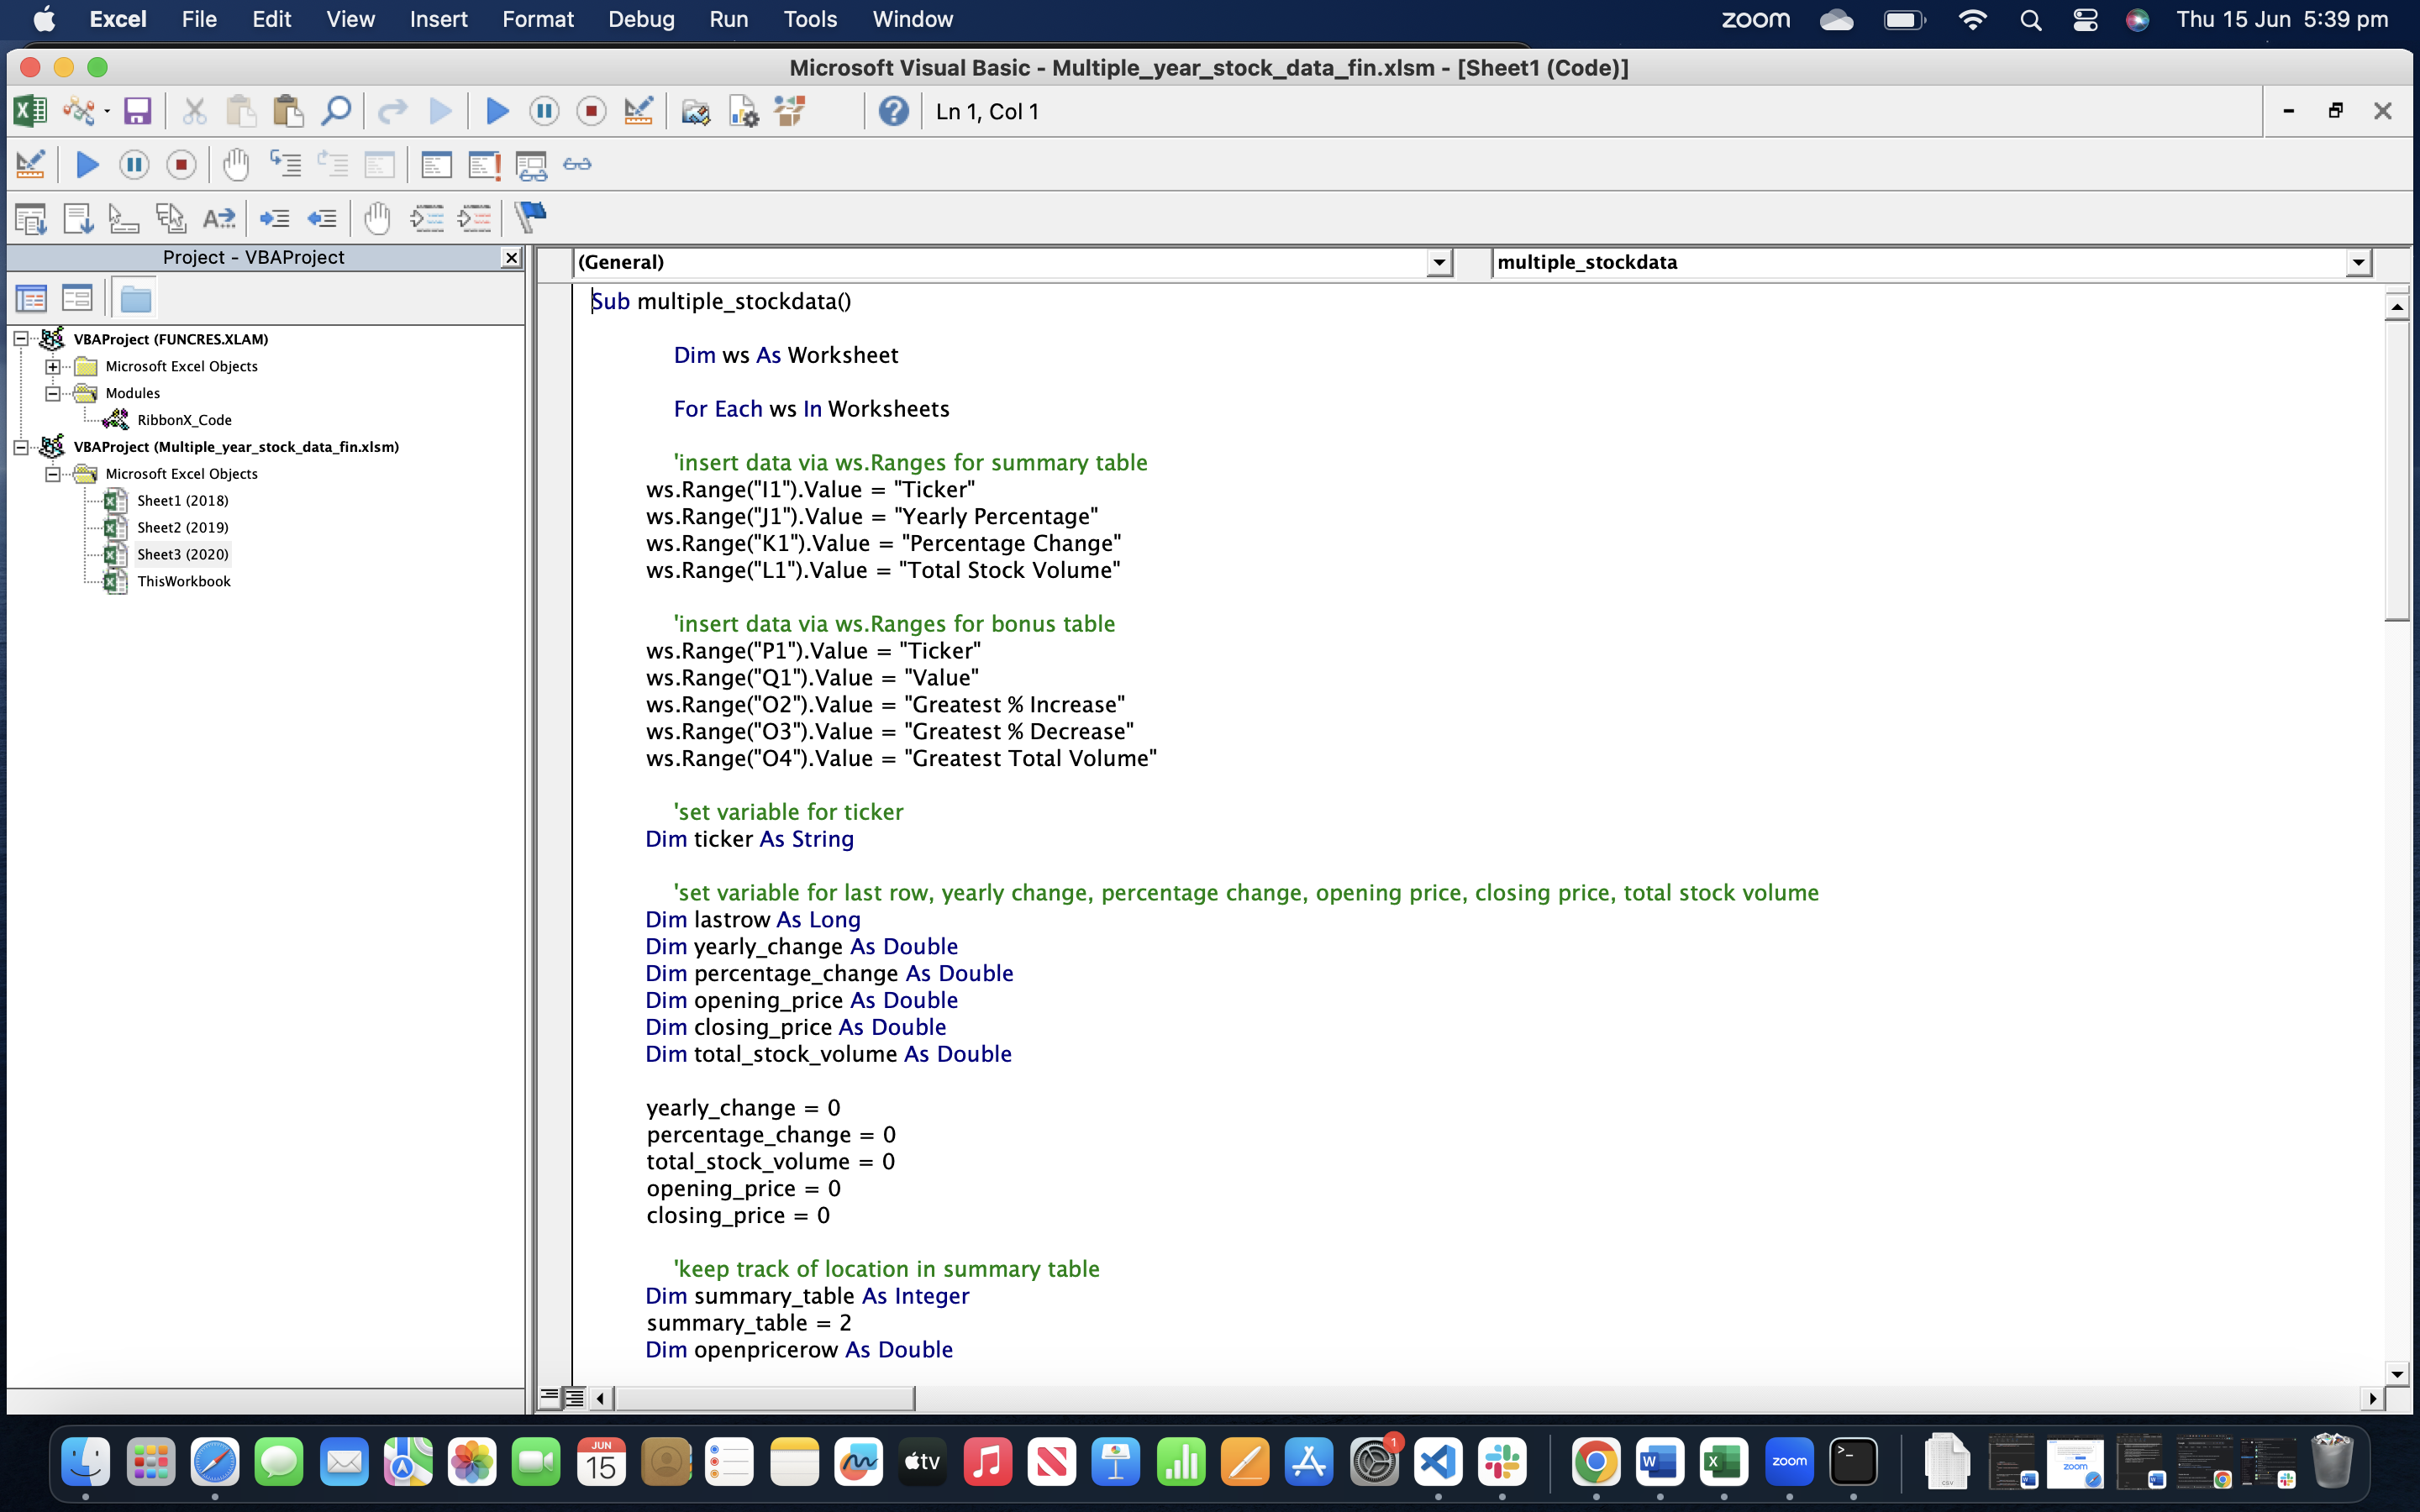 Excel File Edit View Insert Format Debug Run Tools Window zoom Thu 15 Jun 5:39 pm
Microsoft Visual Basic - Multiple_year_stock_data_fin.xlsm - [Sheet1 (Code)]
Ln 1, Col 1
Project - VBAProject
(General) multiple_stockdata
VBAProject (FUNCRES.XLAM)
Microsoft Excel Objects
Modules
RibbonX_Code
VBAProject (Multiple_year_stock_data_fin.xlsm)
Microsoft Excel Objects
Sheet1 (2018)
Sheet2 (2019)
Sheet3 (2020)
ThisWorkbook
Sub multiple_stockdata()
Dim ws As Worksheet
For Each ws In Worksheets
'insert data via ws.Ranges for summary table
ws.Range("I1").Value = "Ticker"
ws.Range("J1").Value = "Yearly Percentage"
ws.Range("K1").Value = "Percentage Change"
ws.Range("L1").Value = "Total Stock Volume"
'insert data via ws.Ranges for bonus table
ws.Range("P1").Value = "Ticker"
ws.Range("Q1").Value = "Value"
ws.Range("O2").Value = "Greatest % Increase"
ws.Range("O3").Value = "Greatest % Decrease"
ws.Range("O4").Value = "Greatest Total Volume"
'set variable for ticker
Dim ticker As String
'set variable for last row, yearly change, percentage change, opening price, closing price, total stock volume
Dim lastrow As Long
Dim yearly_change As Double
Dim percentage_change As Double
Dim opening_price As Double
Dim closing_price As Double
Dim total_stock_volume As Double
yearly_change = 0
percentage_change = 0
total_stock_volume = 0
opening_price = 0
closing_price = 0
'keep track of location in summary table
Dim summary_table As Integer
summary_table = 2
Dim openpricerow As Double
JUN
15
tv
1
zoom